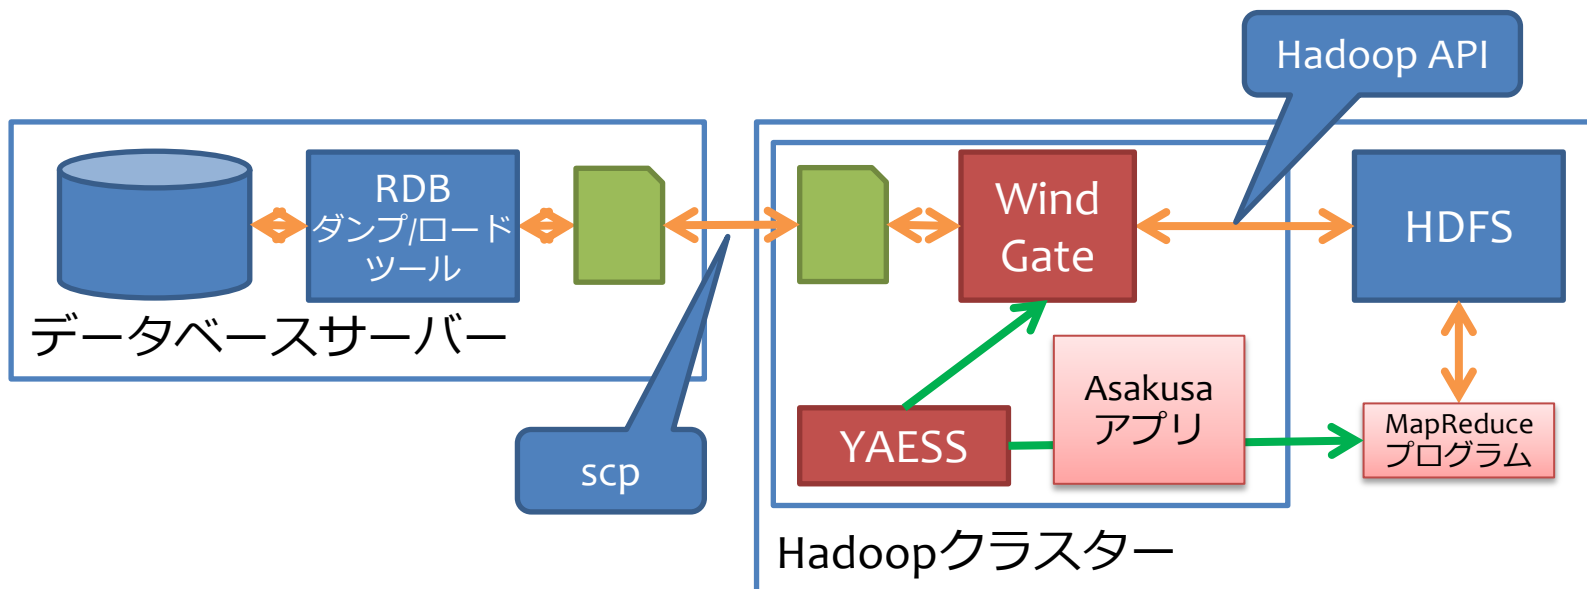 Hadoop API
RDB
ダンプ/ロード
ツール
Wind
Gate
HDFS
データベースサーバー
scp
YAESS
Asakusa
アプリ
MapReduce
プログラム
Hadoopクラスター